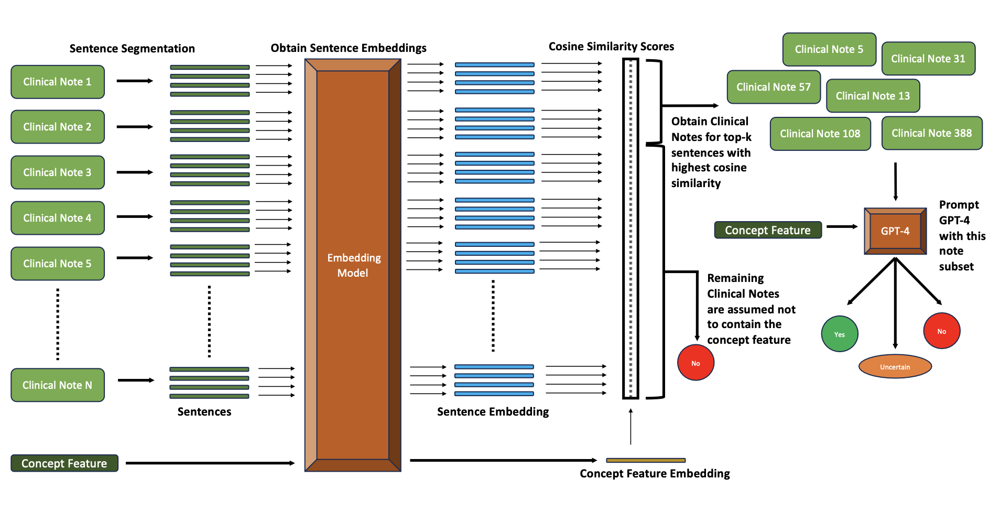 Sentence Segmentation
Obtain Sentence Embeddings
Cosine Similarity Scores
Clinical Note 1
Clinical Note 2
Clinical Note 3
Clinical Note 4
Clinical Note 5
Clinical Note N
Sentences
Concept Feature
Embedding
Model
Sentence Embedding
Concept Feature Embedding
Obtain Clinical
Notes for top-k
sentences with
highest cosine
similarity
Remaining
Clinical Notes
are assumed not
to contain the
concept feature
No
Clinical Note 5
Clinical Note 31
Clinical Note 57
Clinical Note 13
Clinical Note 108
Clinical Note 388
Concept Feature
GPT-4
Prompt
GPT-4
with this
note
subset
Yes
Uncertain
No